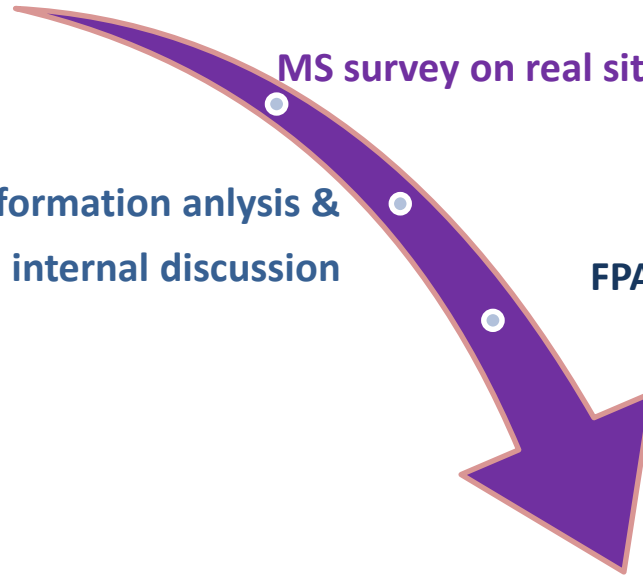 MS survey on real sit
formation anlysis &
internal discussion
FPA